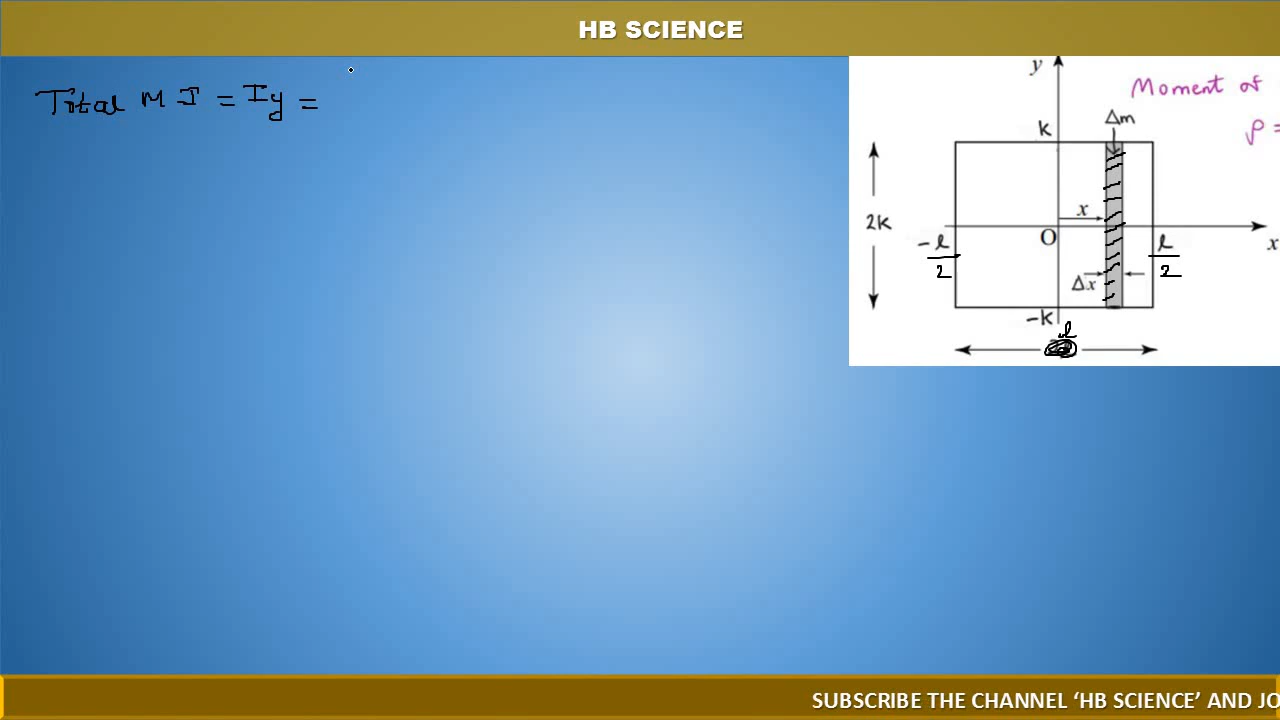 HB SCIENCE
Total M I = Iy =
y
Moment of
Δm
k
ρ =
x
2k
O
-l/2
l/2
x
Δx
-k
l
SUBSCRIBE THE CHANNEL ‘HB SCIENCE’ AND JO